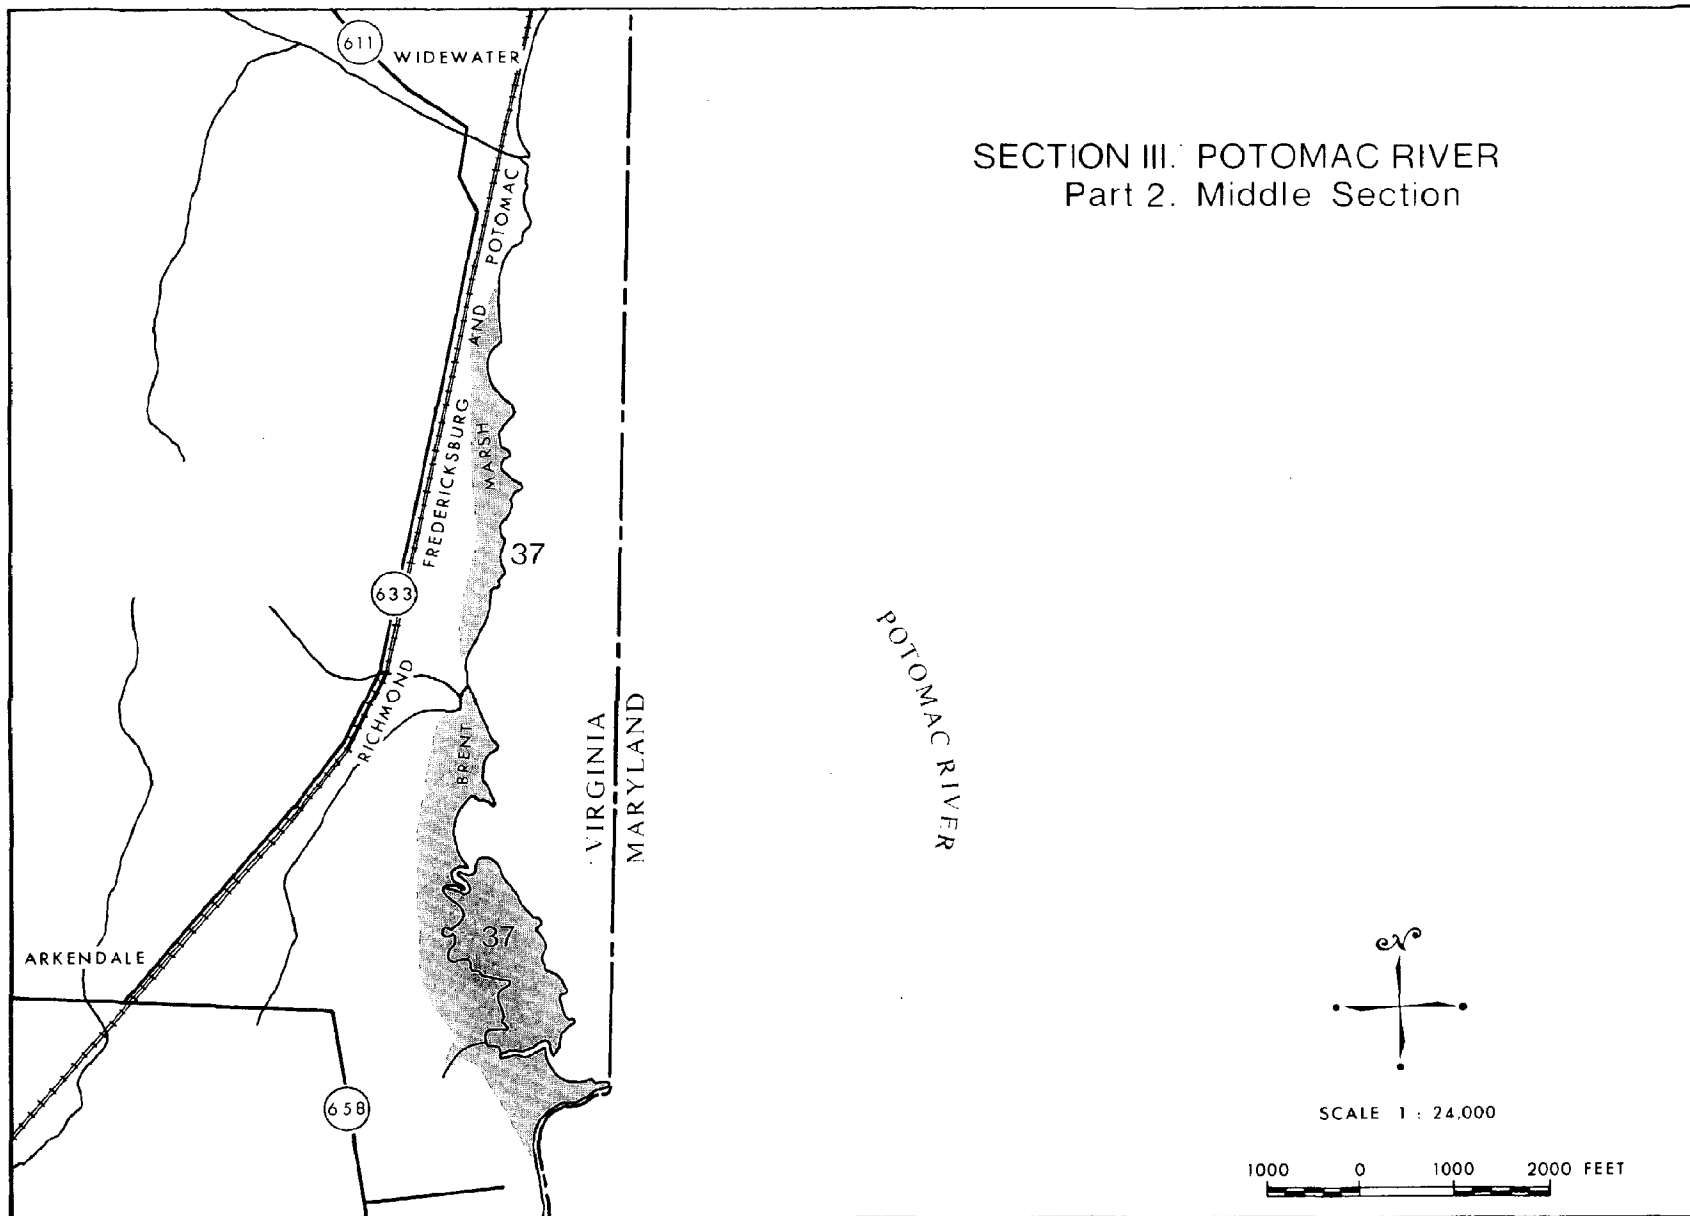 611
WIDEWATER
SECTION III. POTOMAC RIVER
Part 2. Middle Section
RICHMOND FREDERICKSBURG AND POTOMAC
BRENT MARSH
37
633
POTOMAC RIVER
VIRGINIA
MARYLAND
37
ARKENDALE
N
658
SCALE 1 : 24,000
1000 0 1000 2000 FEET